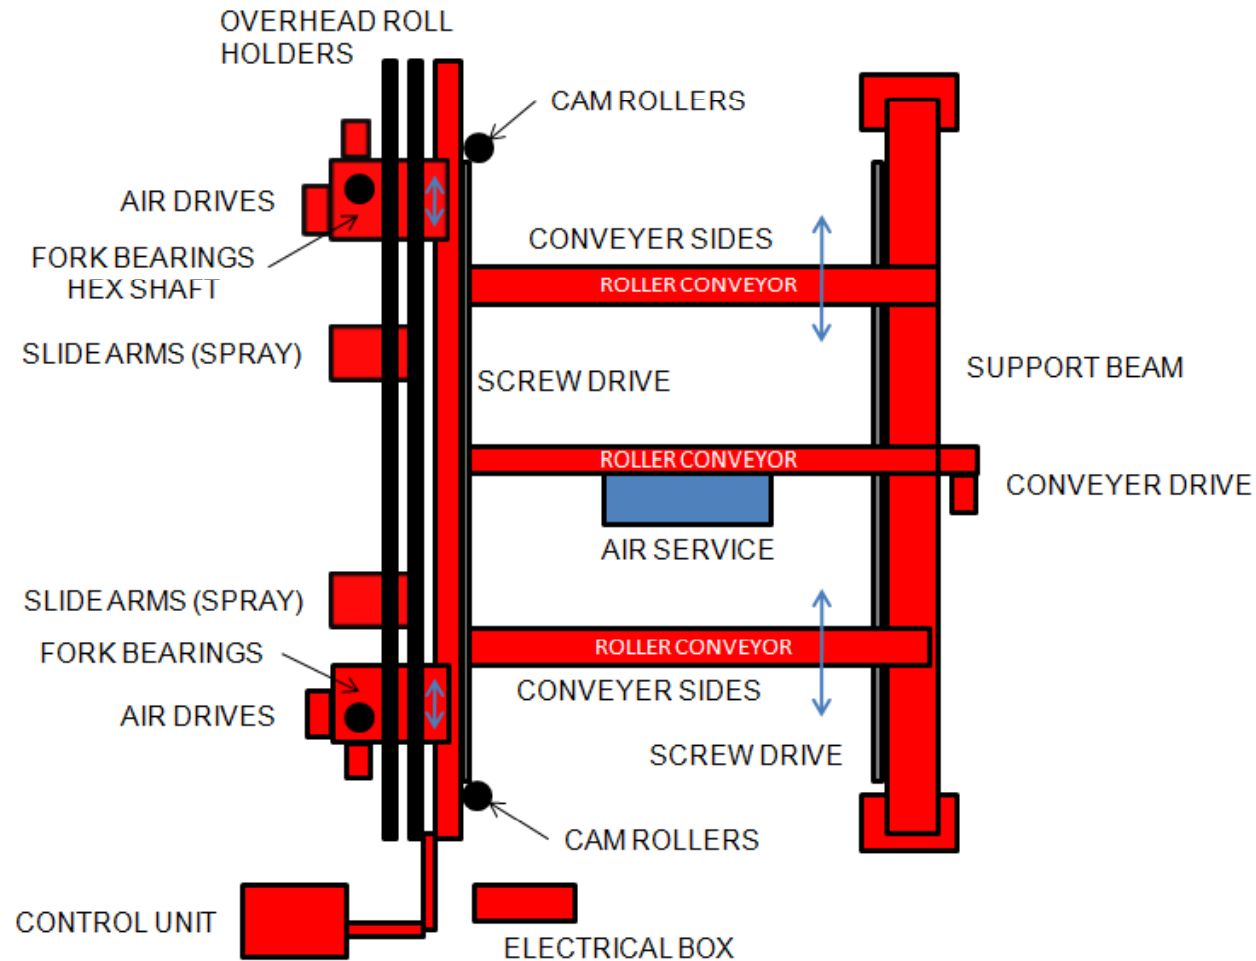 OVERHEAD ROLL
HOLDERS
CAM ROLLERS
AIR DRIVES
FORK BEARINGS
HEX SHAFT
CONVEYER SIDES
ROLLER CONVEYOR
SLIDE ARMS (SPRAY)
SCREW DRIVE
SUPPORT BEAM
ROLLER CONVEYOR
CONVEYER DRIVE
AIR SERVICE
SLIDE ARMS (SPRAY)
FORK BEARINGS
ROLLER CONVEYOR
CONVEYER SIDES
AIR DRIVES
SCREW DRIVE
CAM ROLLERS
CONTROL UNIT
ELECTRICAL BOX